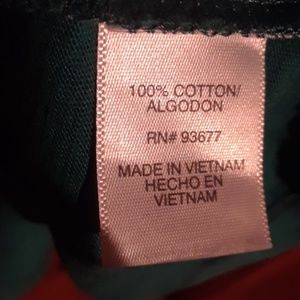 100% COTTON/
ALGODON
RN# 93677
MADE IN VIETNAM
HECHO EN
VIETNAM